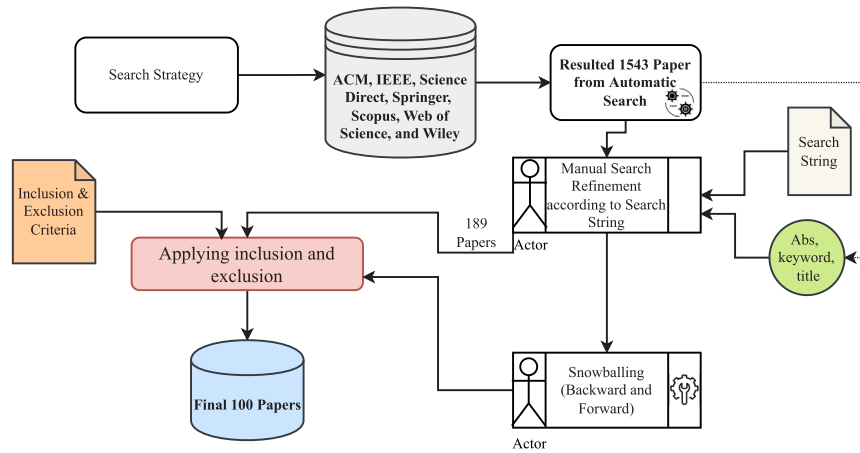 Search Strategy
ACM, IEEE, Science
Direct, Springer,
Scopus, Web of
Science, and Wiley
Resulted 1543 Paper
from Automatic
Search
Search
String
Manual Search
Refinement
according to Search
String
Actor
189
Papers
Inclusion &
Exclusion
Criteria
Applying inclusion and
exclusion
Abs,
keyword,
title
Final 100 Papers
Snowballing
(Backward and
Forward)
Actor